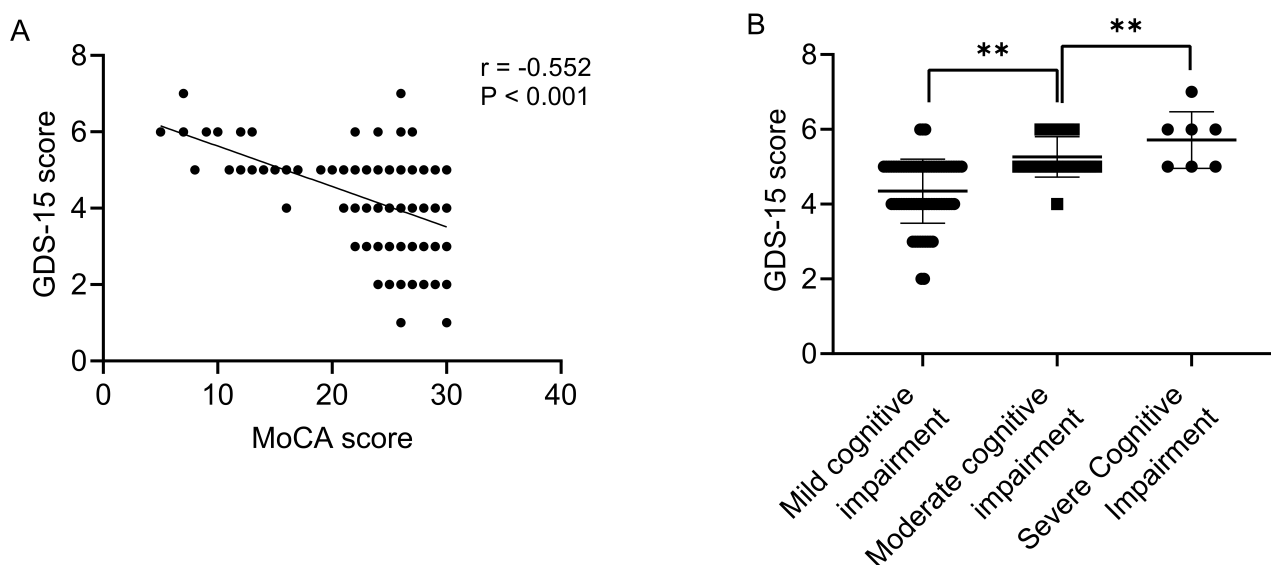 A
r = -0.552
P < 0.001
GDS-15 score
8
6
4
2
0
0
10
20
30
40
MoCA score
B
**
**
GDS-15 score
8
6
4
2
0
Mild cognitive
impairment
Moderate cognitive
impairment
Severe Cognitive
Impairment